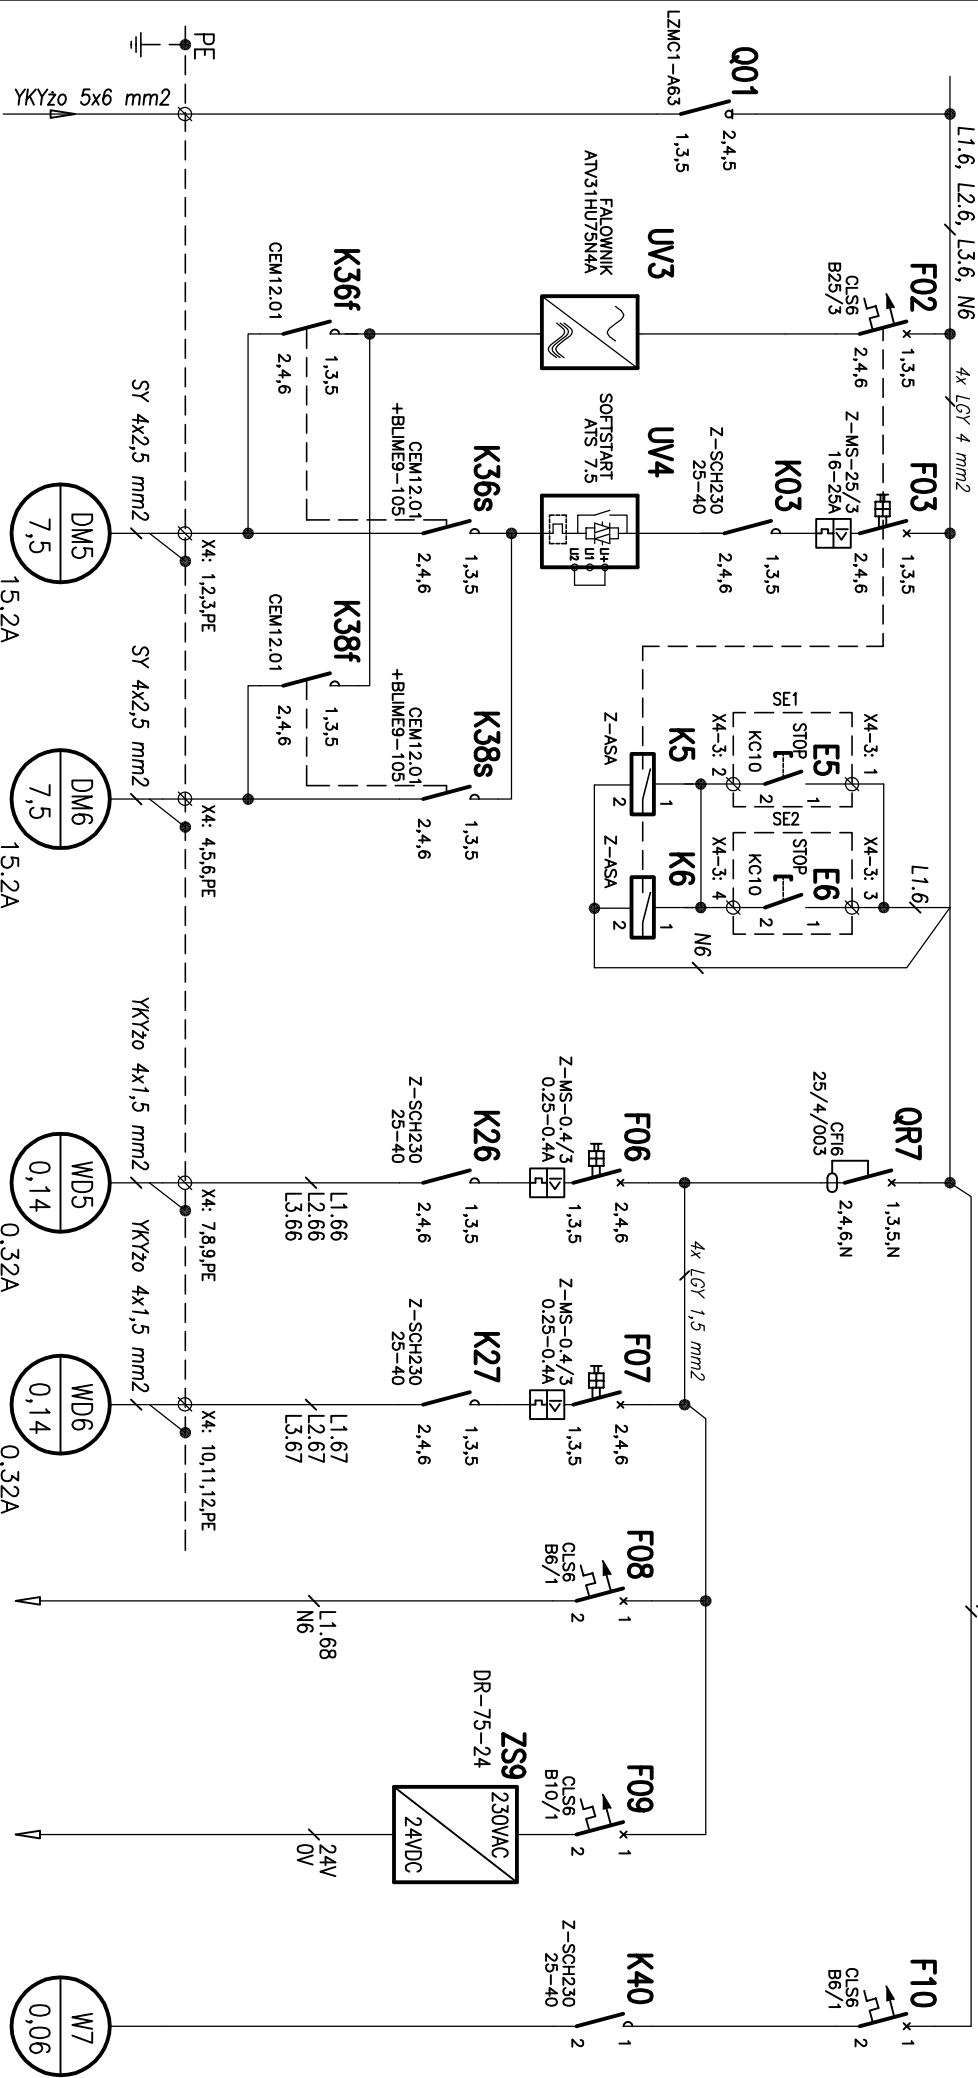 L1.6, L2.6, L3.6, N6
4x LGY 4 mm2
Q01
LZMC1-A63
2,4,5
1,3,5
PE
YKYżo 5x6 mm2
F02
CLS6
B25/3
1,3,5
2,4,6
UV3
FALOWNIK
ATV31HU75N4A
K36f
CEM12.01
1,3,5
2,4,6
F03
Z-MS-25/3
16-25A
1,3,5
2,4,6
K03
Z-SCH230
25-40
1,3,5
2,4,6
UV4
SOFTSTART
ATS 7.5
U+
U1
U2
K36s
CEM12.01
+BLIME9-105
1,3,5
2,4,6
X4: 1,2,3,PE
SY 4x2,5 mm2
DM5
7,5
15,2A
K38f
CEM12.01
1,3,5
2,4,6
K38s
CEM12.01
+BLIME9-105
1,3,5
2,4,6
X4: 4,5,6,PE
SY 4x2,5 mm2
DM6
7,5
15.2A
SE1
X4-3: 1
E5
STOP
KC10
1
2
X4-3: 2
K5
Z-ASA
1
2
SE2
X4-3: 3
E6
STOP
KC10
1
2
X4-3: 4
K6
Z-ASA
1
2
L1.6
N6
QR7
CFI6
25/4/003
1,3,5,N
2,4,6,N
4x LGY 1,5 mm2
F06
Z-MS-0.4/3
0.25-0.4A
2,4,6
1,3,5
K26
Z-SCH230
25-40
1,3,5
2,4,6
L1.66
L2.66
L3.66
X4: 7,8,9,PE
YKYżo 4x1,5 mm2
WD5
0,14
0,32A
F07
Z-MS-0.4/3
0.25-0.4A
2,4,6
1,3,5
K27
Z-SCH230
25-40
1,3,5
2,4,6
L1.67
L2.67
L3.67
X4: 10,11,12,PE
YKYżo 4x1,5 mm2
WD6
0,14
0,32A
F08
CLS6
B6/1
1
2
L1.68
N6
F09
CLS6
B10/1
1
2
ZS9
DR-75-24
230VAC
24VDC
24V
0V
F10
CLS6
B6/1
1
2
K40
Z-SCH230
25-40
1
2
W7
0,06